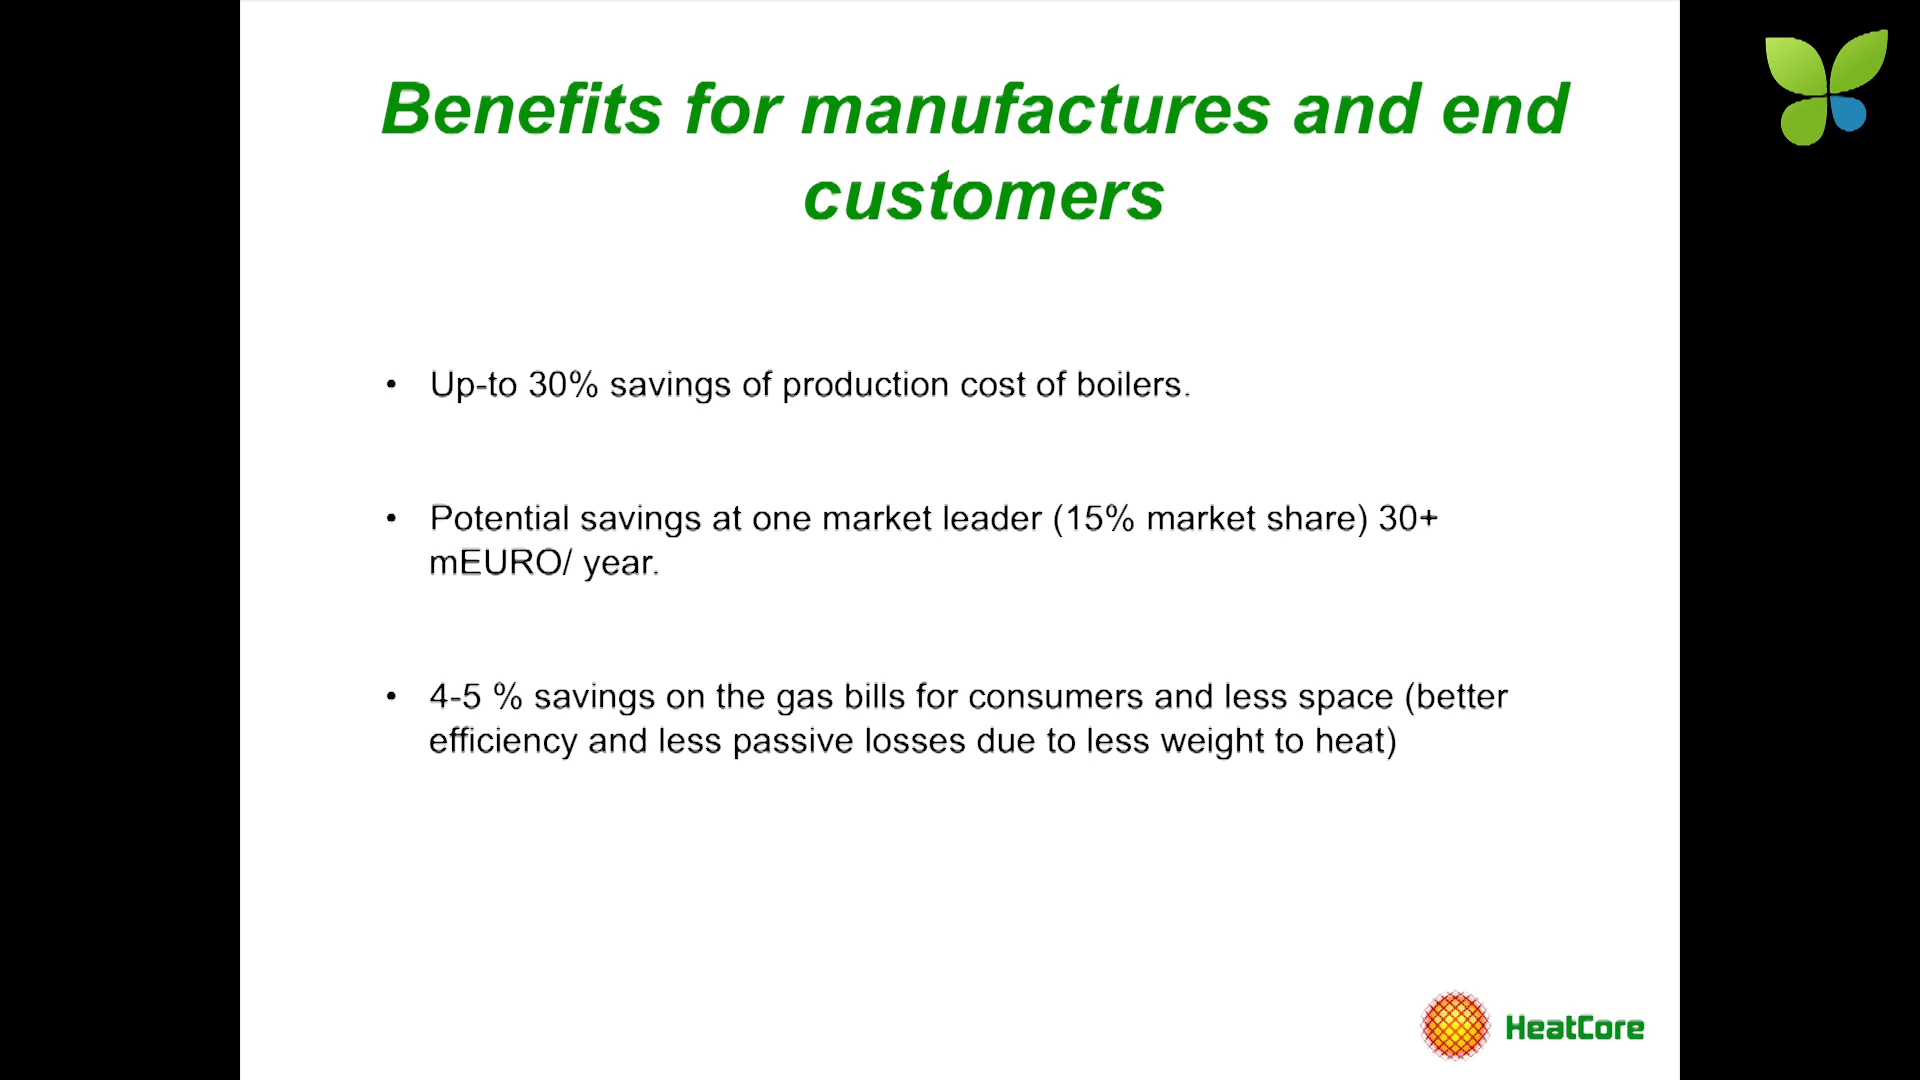 Benefits for manufactures and end
customers
• Up-to 30% savings of production cost of boilers.
• Potential savings at one market leader (15% market share) 30+
mEURO/ year.
• 4-5 % savings on the gas bills for consumers and less space (better
efficiency and less passive losses due to less weight to heat)
HeatCore